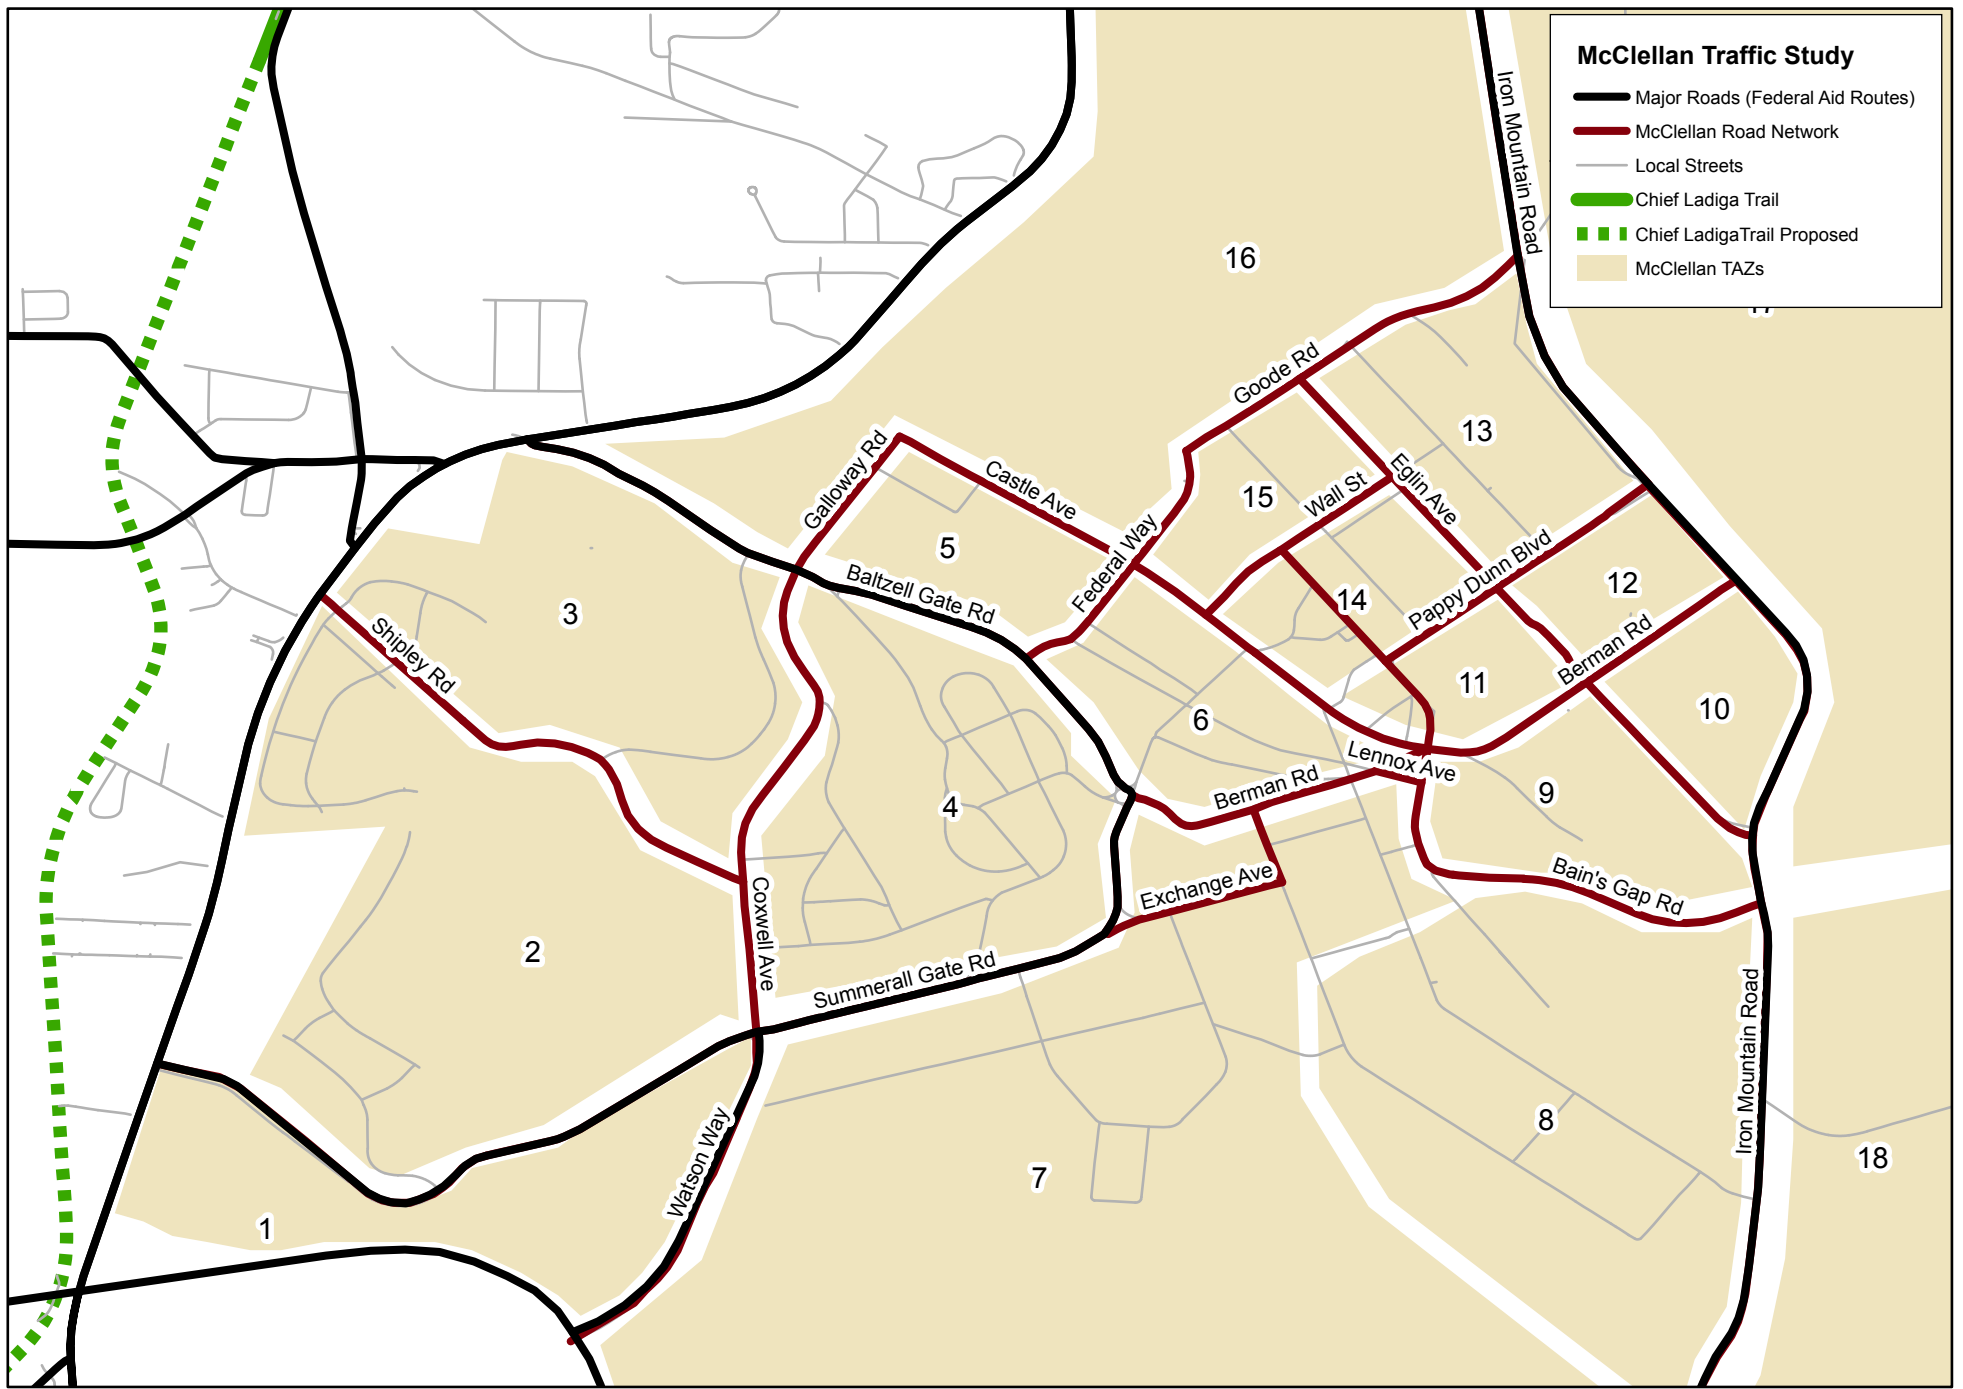 McClellan Traffic Study
Major Roads (Federal Aid Routes)
McClellan Road Network
Local Streets
Chief Ladiga Trail
Chief LadigaTrail Proposed
McClellan TAZs
Iron Mountain Road
16
Goode Rd
13
Galloway Rd
Castle Ave
15
Wall St
Eglin Ave
5
Federal Way
Pappy Dunn Blvd
12
Baltzell Gate Rd
14
3
Shipley Rd
Berman Rd
11
10
6
Lennox Ave
Berman Rd
9
4
Exchange Ave
Bain's Gap Rd
Coxwell Ave
2
Summerall Gate Rd
Iron Mountain Road
8
18
7
Watson Way
1